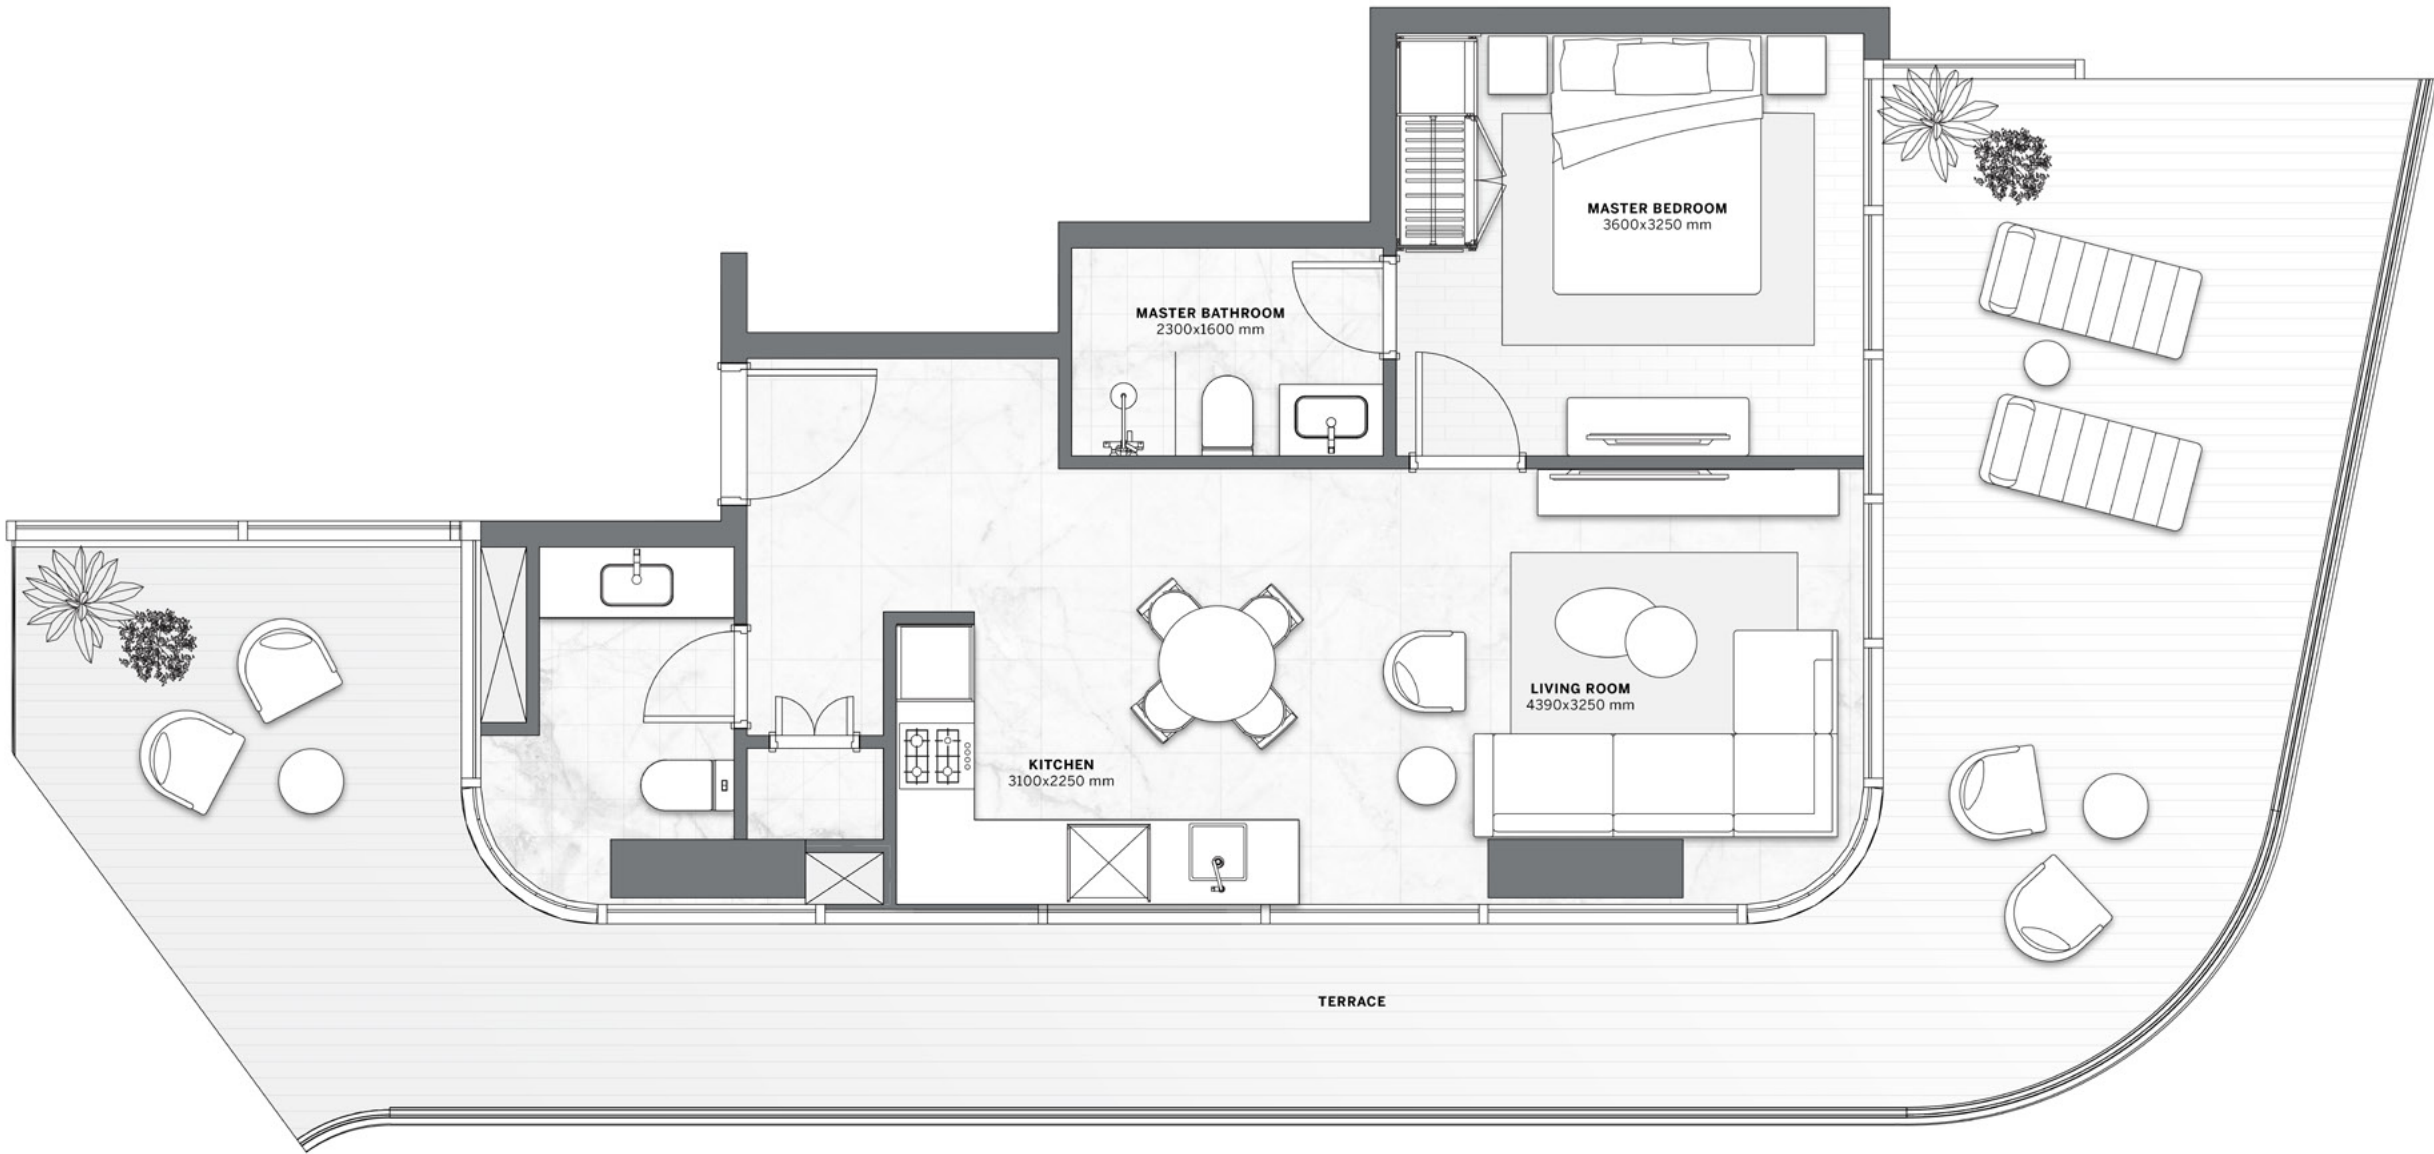 MASTER BEDROOM
3600x3250 mm
MASTER BATHROOM
2300x1600 mm
LIVING ROOM
4390x3250 mm
KITCHEN
3100x2250 mm
TERRACE